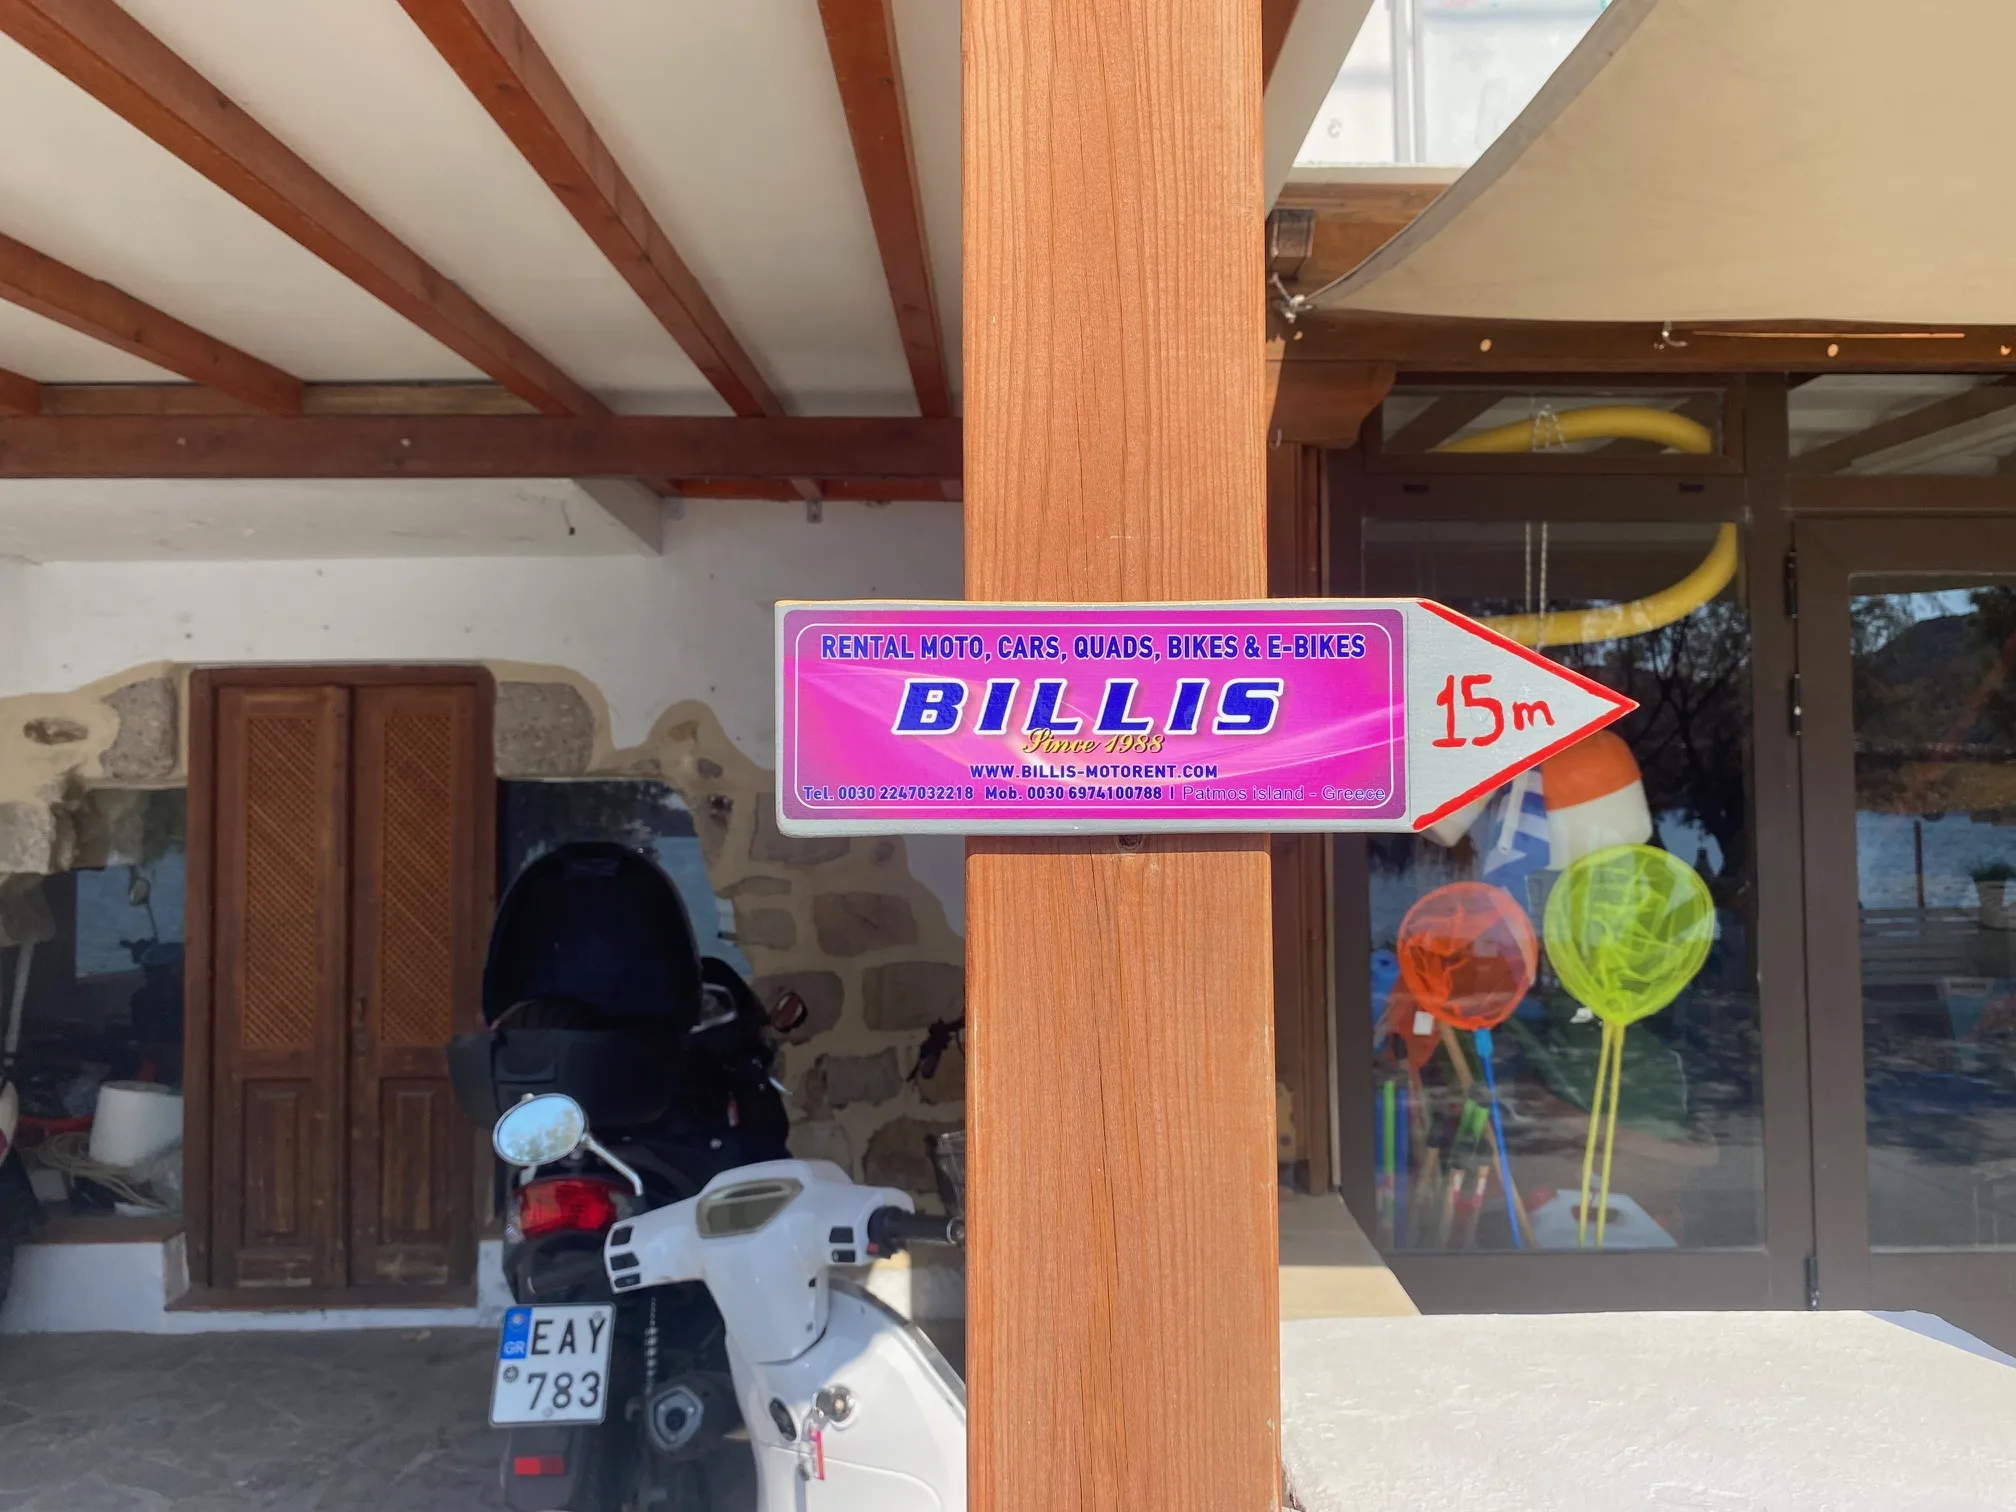 RENTAL MOTO, CARS, QUADS, BIKES & E-BIKES
BILLIS
Since 1988
WWW.BILLIS-MOTORENT.COM
Tel. 0030 2247032218 Mob. 0030 6974100788 | Patmos island - Greece
15m
GR EAY
783